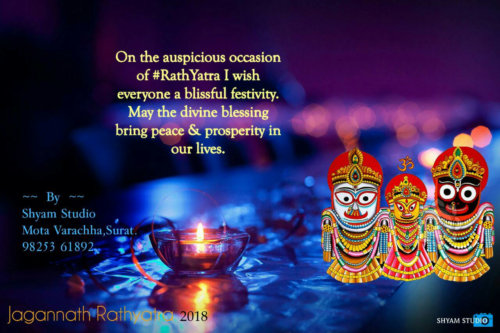 On the auspicious occasion
of #RathYatra I wish
everyone a blissful festivity.
May the divine blessing
bring peace & prosperity in
our lives.
~~ By ~~
Shyam Studio
Mota Varachha,Surat.
98253 61892
ॐ
Jagannath Rathyatra 2018
SHYAM STUDIO